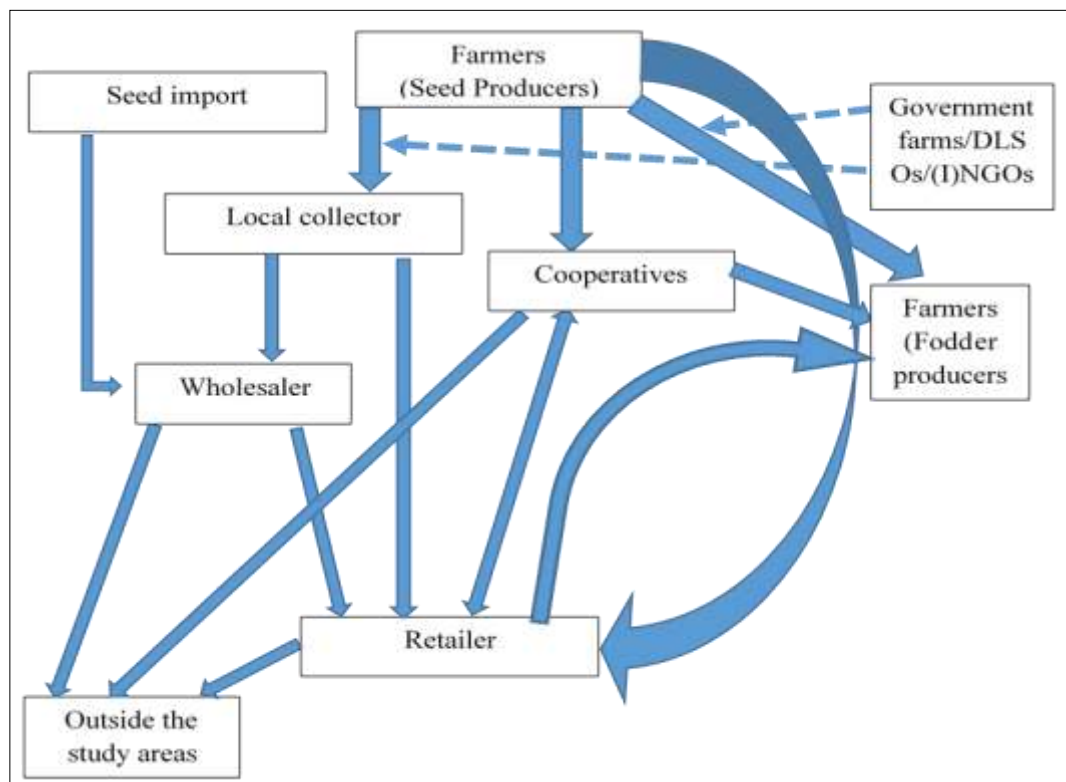 Farmers
(Seed Producers)
Seed import
Government
farms/DLS
Os/(I)NGOs
Local collector
Cooperatives
Farmers
(Fodder
producers
Wholesaler
Retailer
Outside the
study areas